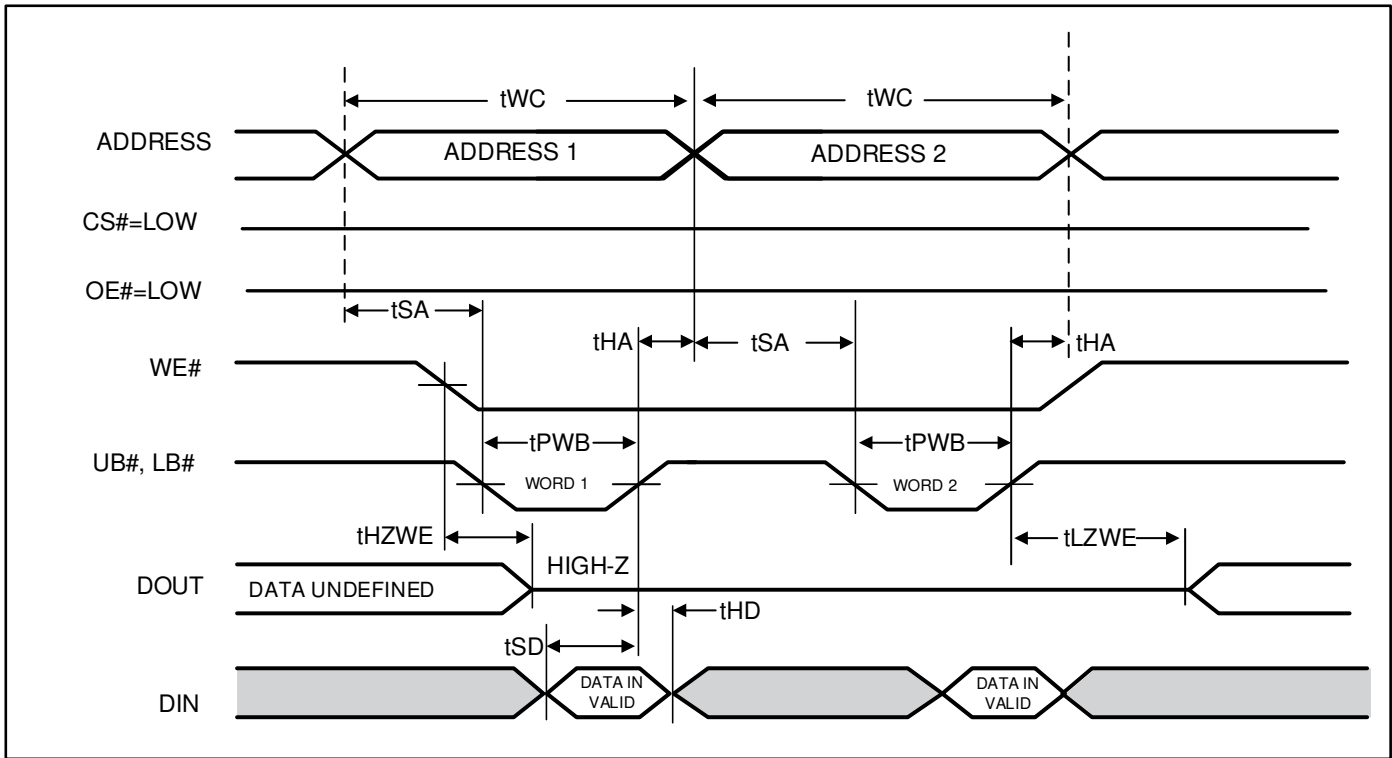 tWC tWC
ADDRESS ADDRESS 1 ADDRESS 2
CS#=LOW
OE#=LOW
tSA
tHA tSA tHA
WE#
tPWB tPWB
UB#, LB# WORD 1 WORD 2
tHZWE tLZWE
HIGH-Z
DOUT DATA UNDEFINED
tHD
tSD
DATA IN DATA IN
DIN VALID VALID